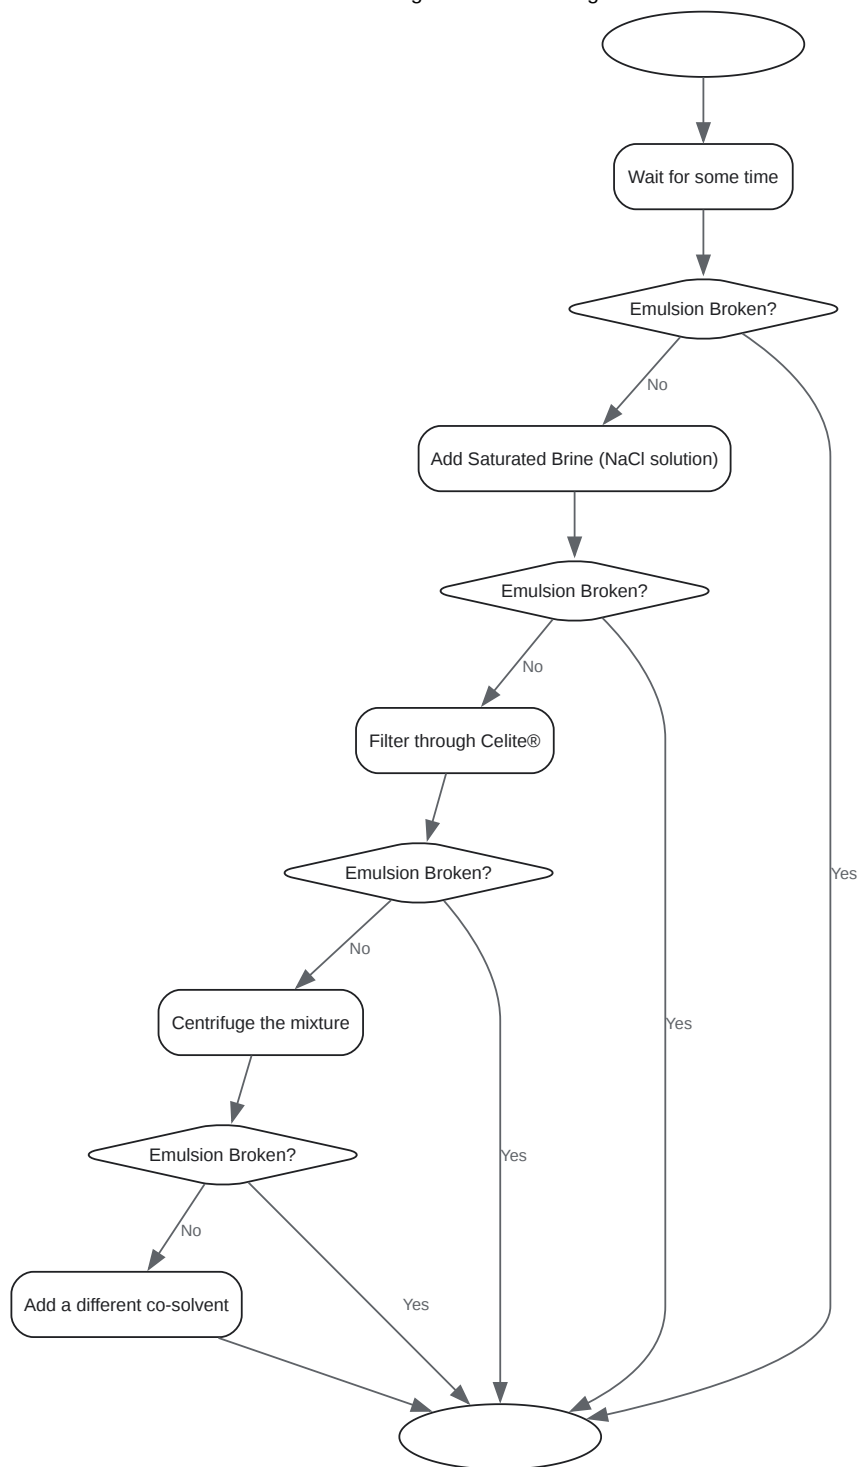 Wait for some time
Emulsion Broken?
No
Add Saturated Brine (NaCl solution)
Emulsion Broken?
No
Filter through Celite®
Emulsion Broken?
Yes
No
Centrifuge the mixture
Yes
Emulsion Broken?
Yes
No
Add a different co-solvent
Yes